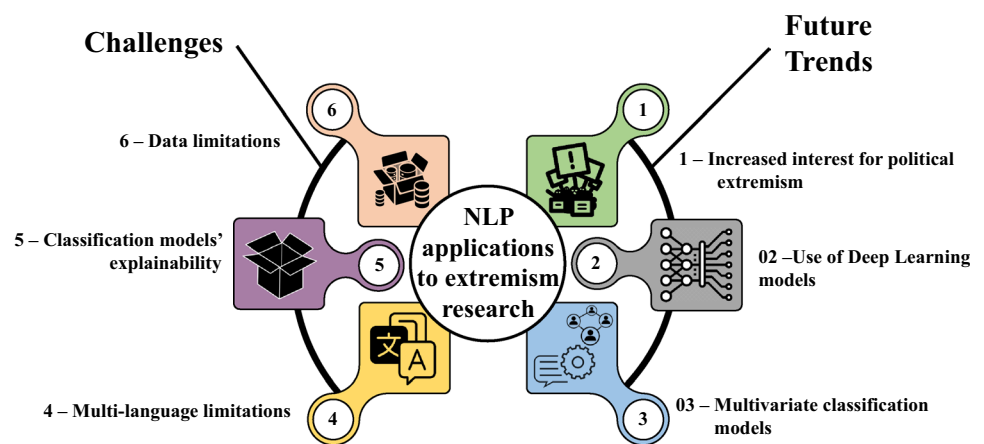 Challenges
Future
Trends
6
1
6 – Data limitations
1 – Increased interest for political
extremism
!
NLP
applications
to extremism
research
5 – Classification models’
explainability
5
2
02 –Use of Deep Learning
models
文
A
4 – Multi-language limitations
4
3
03 – Multivariate classification
models